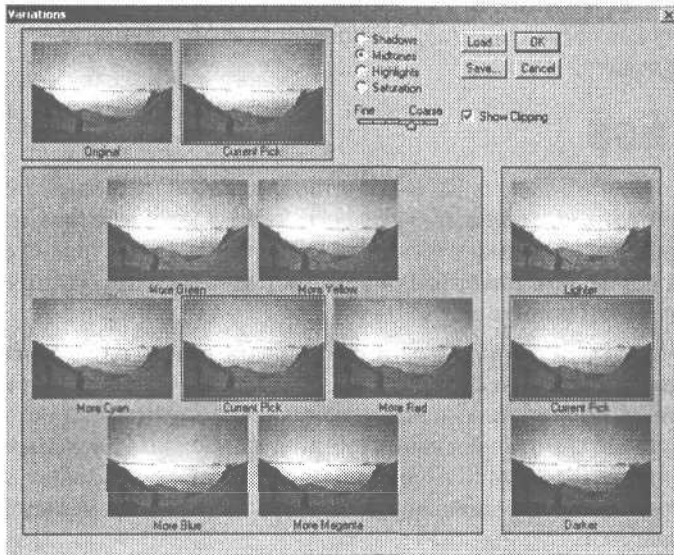 Variations
Shadows
Midtones
Highlights
Saturation
Load
OK
Save...
Cancel
Fine
Coarse
Show Clipping
Original
Current Pick
More Green
More Yellow
Lighter
More Cyan
Current Pick
More Red
Current Pick
More Blue
More Magenta
Darker